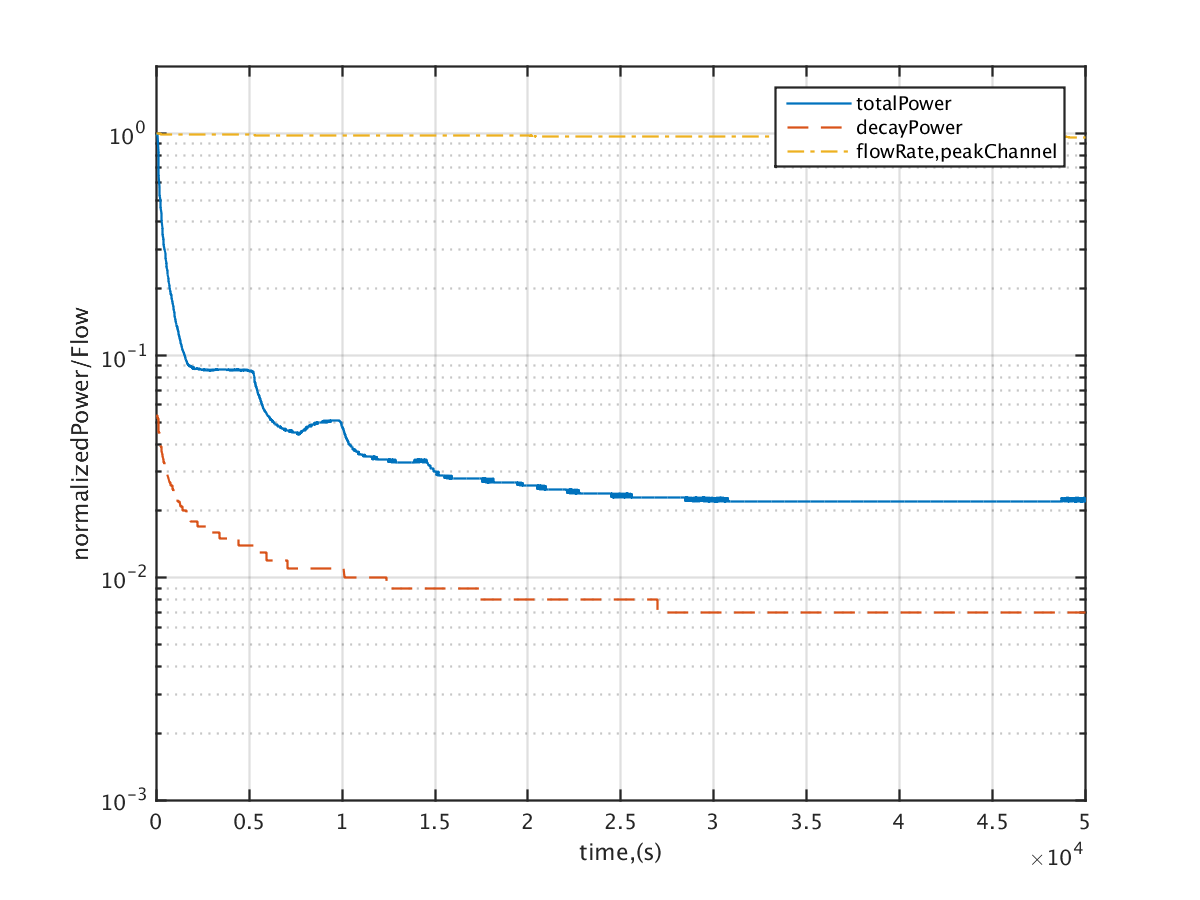 totalPower
decayPower
flowRate,peakChannel
normalizedPower/Flow
10^0
10^-1
10^-2
10^-3
0 0.5 1 1.5 2 2.5 3 3.5 4 4.5 5
time,(s)
×10^4